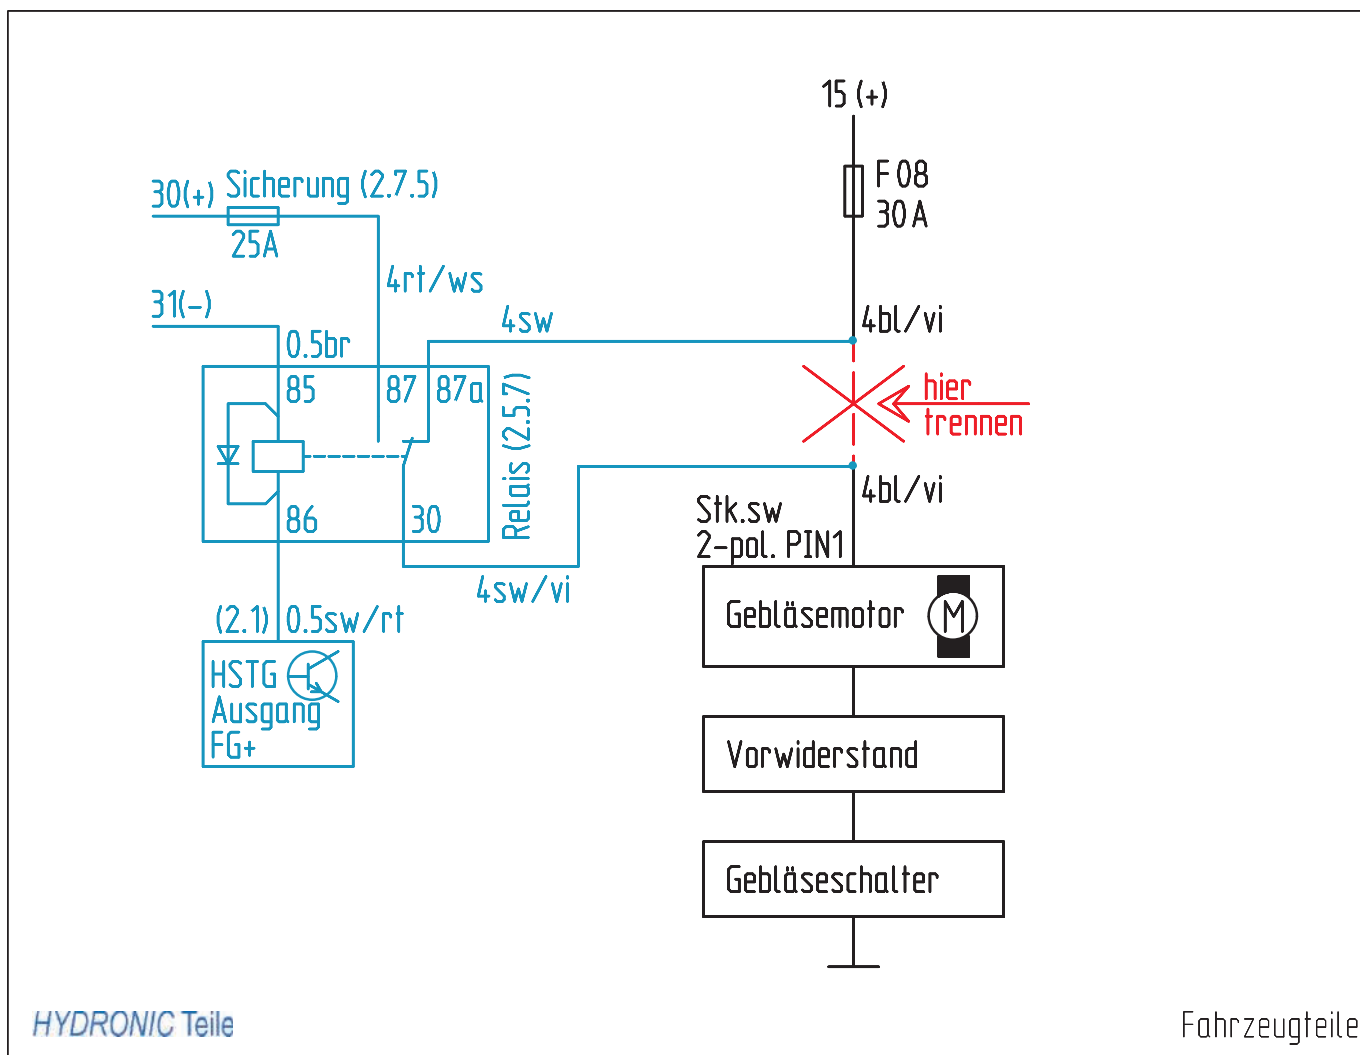 15 (+)
F 08
30 A
30(+)
Sicherung (2.7.5)
25A
4rt/ws
31(-)
0.5br
4sw
4bl/vi
85
87
87a
Relais (2.5.7)
hier
trennen
86
30
4bl/vi
Stk.sw
2-pol. PIN1
4sw/vi
(2.1)
0.5sw/rt
Gebläsemotor
M
HSTG
Ausgang
FG+
Vorwiderstand
Gebläseschalter
HYDRONIC Teile
Fahrzeugteile